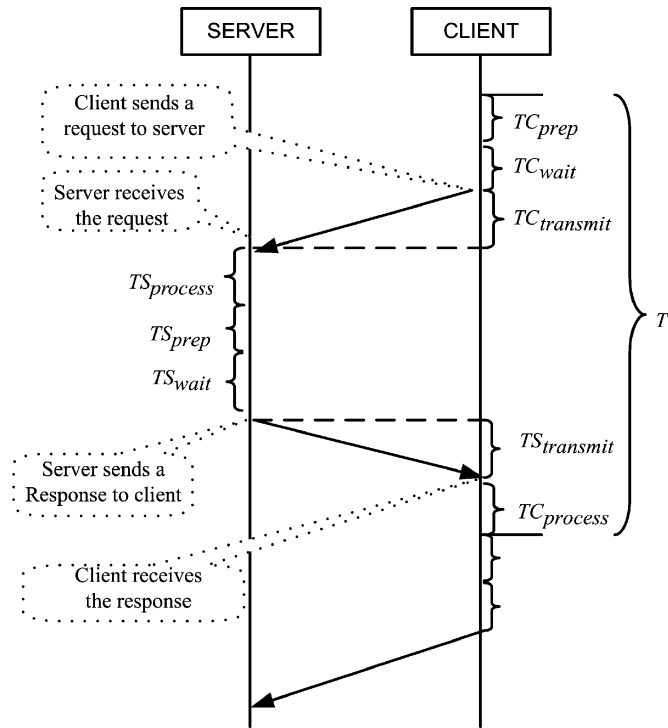 SERVER
CLIENT
Client sends a
request to server
TCprep
TCwait
Server receives
the request
TCtransmit
TSprocess
TSprep
T
TSwait
Server sends a
Response to client
TStransmit
TCprocess
Client receives
the response